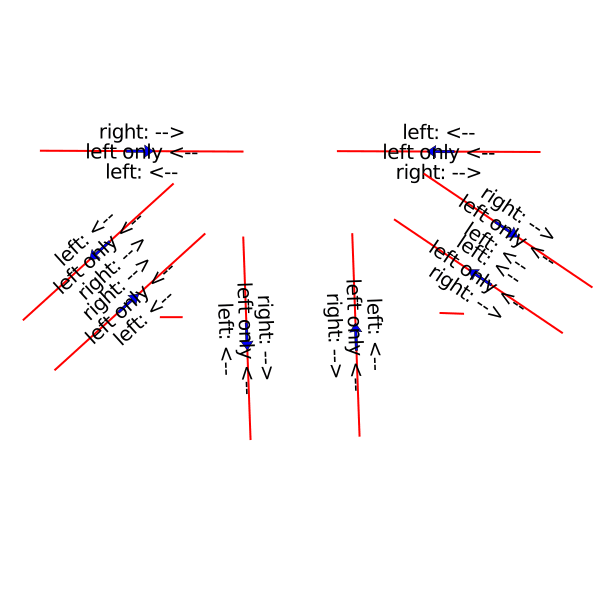 right: -->
left only <--
left: <--
left: <--
left only <--
right: -->
left: <--
left only <--
right: -->
right: -->
left only <--
left: <--
right: -->
left only <--
left: <--
left: <--
left only <--
right: -->
right: -->
left only <--
left: <--
left: <--
left only <--
right: -->